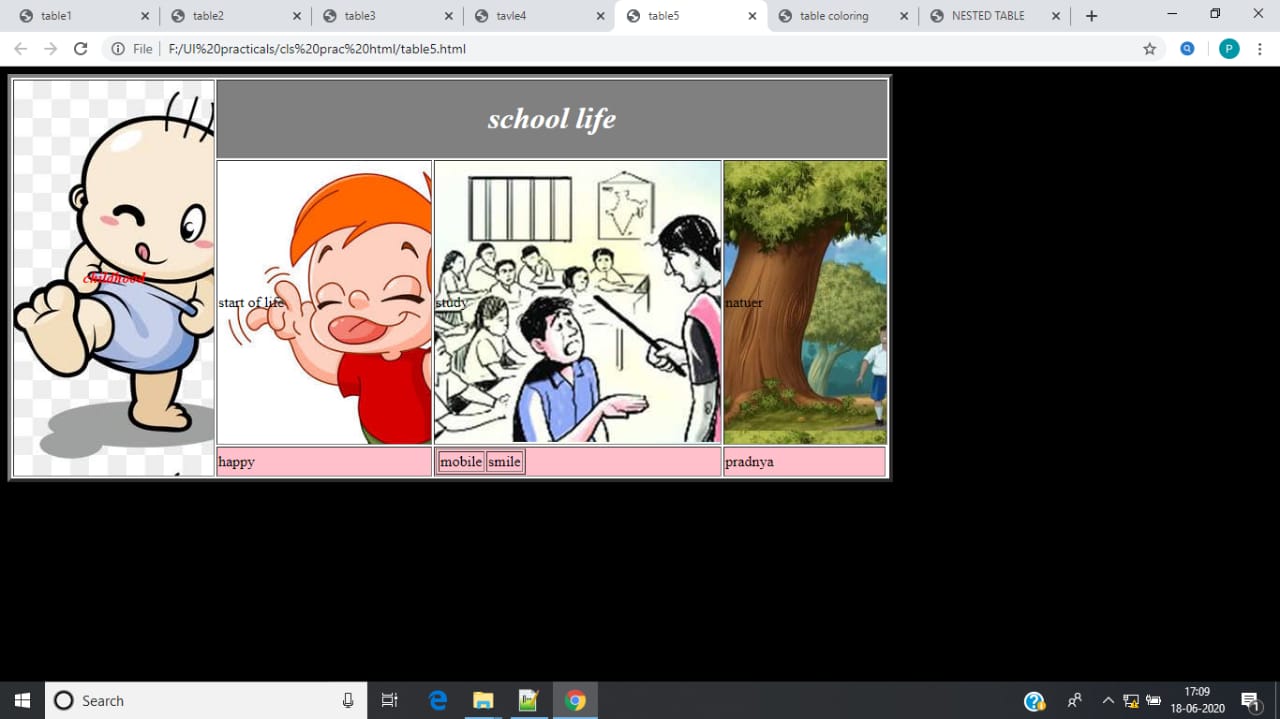 table1
table2
table3
tavle4
table5
table coloring
NESTED TABLE
File
F:/UI%20practicals/cls%20prac%20html/table5.html
P
school life
childhood
start of life
study
natuer
happy
mobile
smile
pradnya
Search
17:09
18-06-2020
1